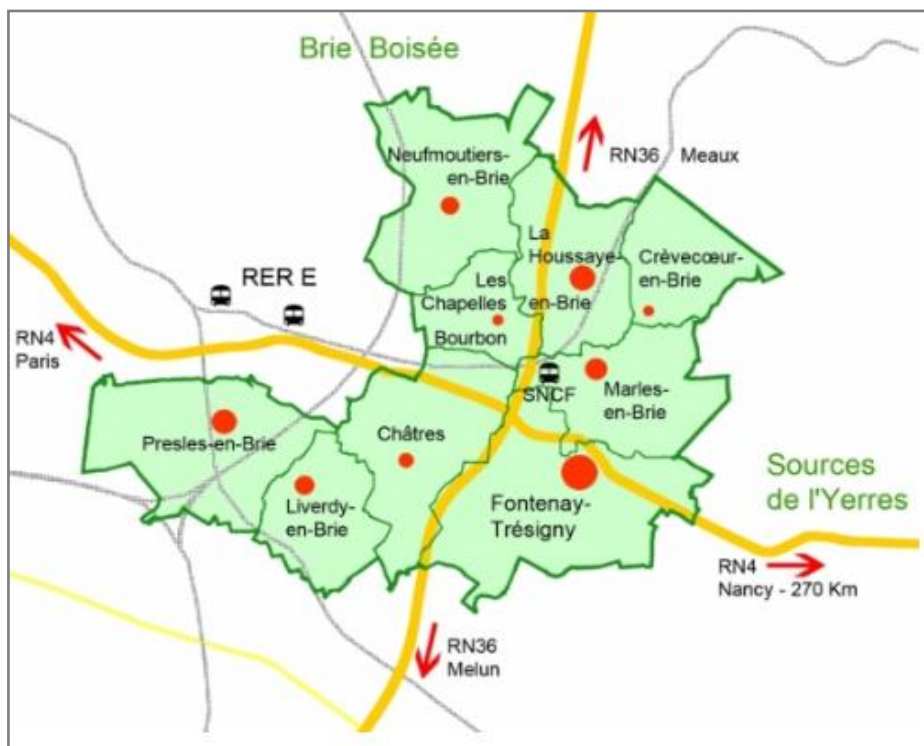 Brie Boisée
RN36 Meaux
Neufmoutiers-
en-Brie
La
Houssaye-
en-Brie
Crèvecœur-
en-Brie
Les
Chapelles
Bourbon
RER E
RN4
Paris
SNCF
Marles-
en-Brie
Presles-en-Brie
Châtres
Liverdy-
en-Brie
Fontenay-
Trésigny
Sources
de l'Yerres
RN4
Nancy - 270 Km
RN36
Melun